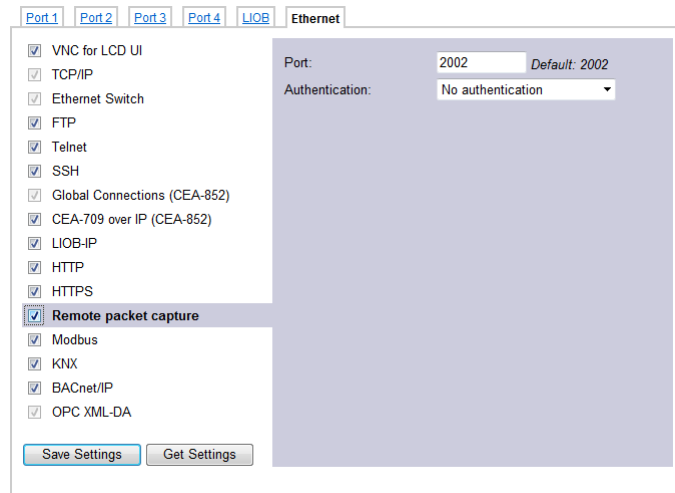 Port 1 Port 2 Port 3 Port 4 LIOB Ethernet
VNC for LCD UI
TCP/IP
Ethernet Switch
FTP
Telnet
SSH
Global Connections (CEA-852)
CEA-709 over IP (CEA-852)
LIOB-IP
HTTP
HTTPS
Remote packet capture
Modbus
KNX
BACnet/IP
OPC XML-DA
Save Settings Get Settings
Port: 2002 Default: 2002
Authentication: No authentication